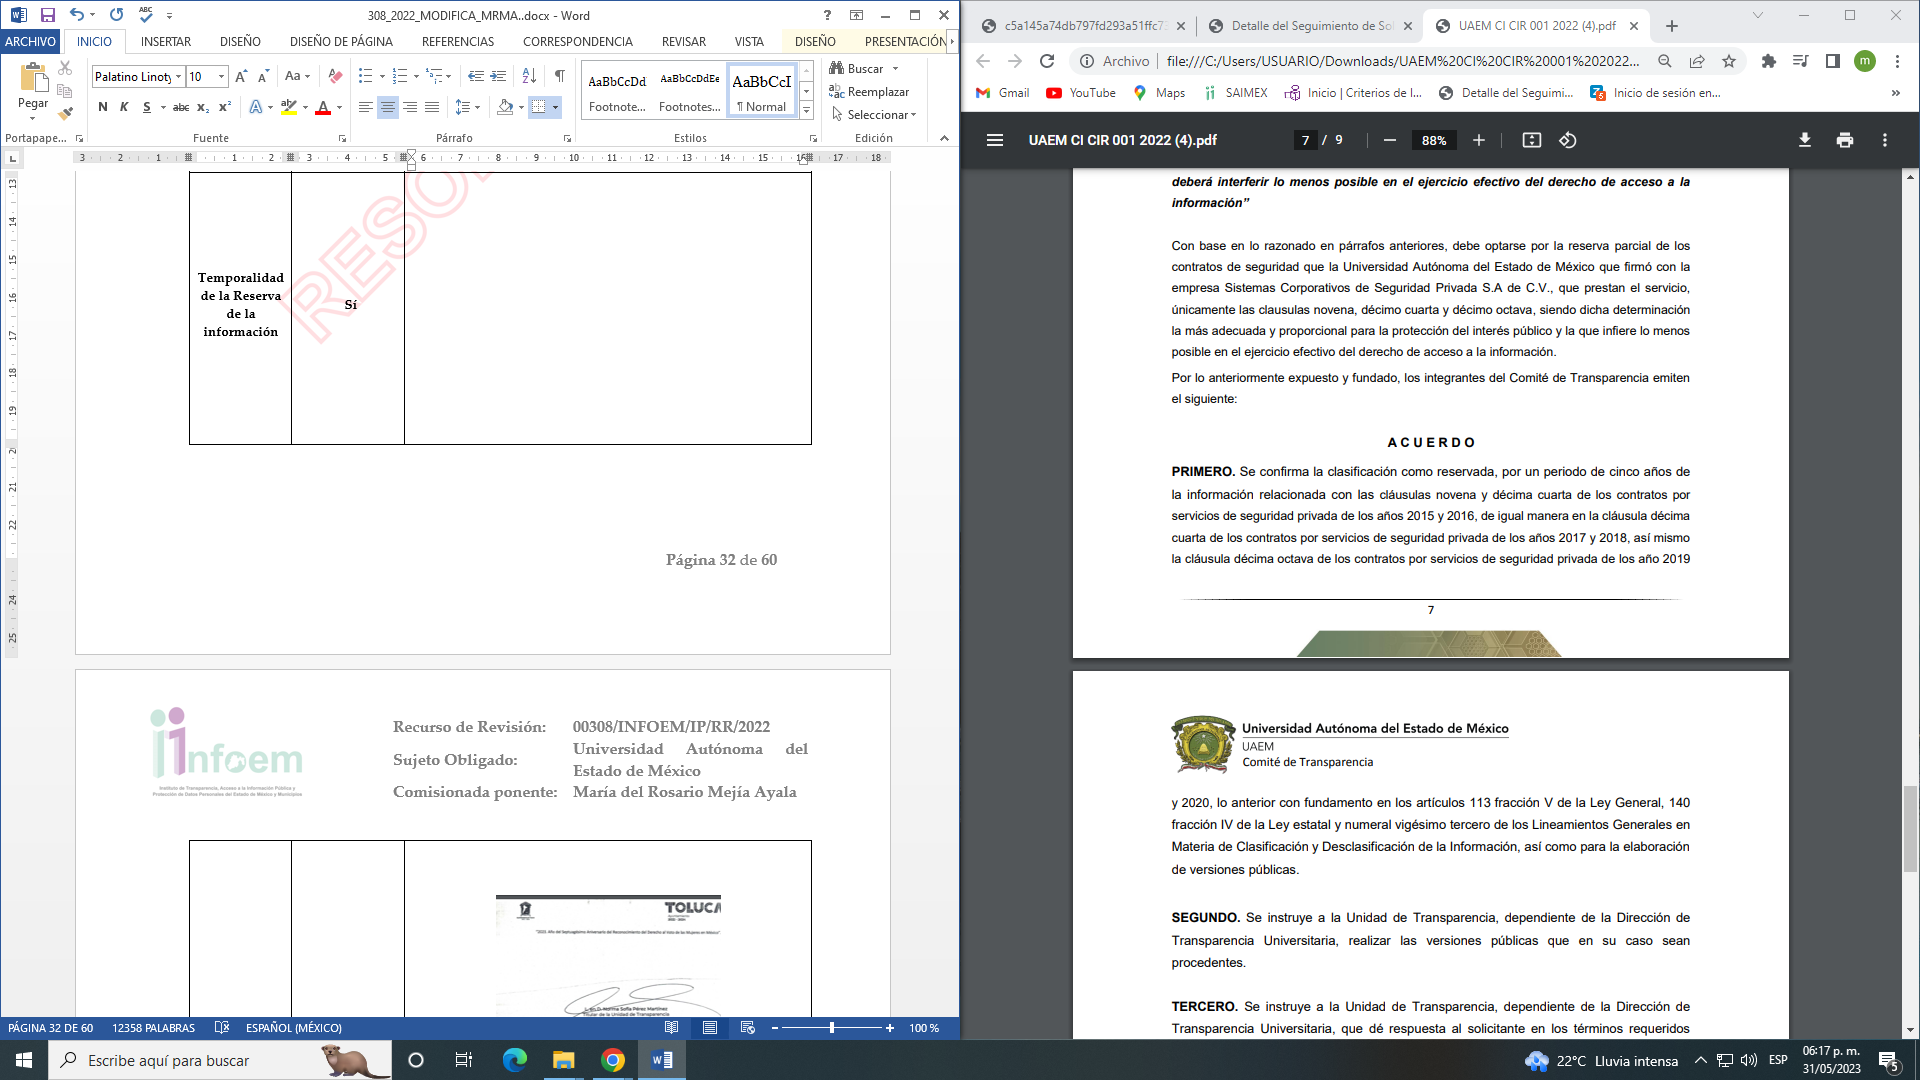 308_2022_MODIFICA_MRMA..docx - Word
ARCHIVO INICIO INSERTAR DISEÑO DISEÑO DE PÁGINA REFERENCIAS CORRESPONDENCIA REVISAR VISTA DISEÑO PRESENTACIÓN
Pegar
Palatino Linoty 10
AaBbCcDd AaBbCcDdEe AaBbCcI
Footnote... Footnotes... ¶ Normal
Buscar
Reemplazar
Seleccionar
Portapape... Fuente Párrafo Estilos Edición
Temporalidad
de la Reserva
de la
información
Sí
RESO
Página 32 de 60
infoem
Instituto de Transparencia, Acceso a la Información Pública y
Protección de Datos Personales del Estado de México y Municipios
Recurso de Revisión: 00308/INFOEM/IP/RR/2022
Sujeto Obligado: Universidad Autónoma del
Estado de México
Comisionada ponente: María del Rosario Mejía Ayala
TOLUCA
PÁGINA 32 DE 60 12358 PALABRAS ESPAÑOL (MÉXICO) 100 %
c5a145a74db797fd293a51ffc73
Detalle del Seguimiento de Sol
UAEM CI CIR 001 2022 (4).pdf
Archivo file:///C:/Users/USUARIO/Downloads/UAEM%20CI%20CIR%20001%202022...
m
Gmail YouTube Maps SAIMEX Inicio | Criterios de I... Detalle del Seguimi... Inicio de sesión en... »
UAEM CI CIR 001 2022 (4).pdf 7 / 9 88%
deberá interferir lo menos posible en el ejercicio efectivo del derecho de acceso a la
información”
Con base en lo razonado en párrafos anteriores, debe optarse por la reserva parcial de los
contratos de seguridad que la Universidad Autónoma del Estado de México que firmó con la
empresa Sistemas Corporativos de Seguridad Privada S.A de C.V., que prestan el servicio,
únicamente las clausulas novena, décimo cuarta y décimo octava, siendo dicha determinación
la más adecuada y proporcional para la protección del interés público y la que infiere lo menos
posible en el ejercicio efectivo del derecho de acceso a la información.
Por lo anteriormente expuesto y fundado, los integrantes del Comité de Transparencia emiten
el siguiente:
A C U E R D O
PRIMERO. Se confirma la clasificación como reservada, por un periodo de cinco años de
la información relacionada con las cláusulas novena y décima cuarta de los contratos por
servicios de seguridad privada de los años 2015 y 2016, de igual manera en la cláusula décima
cuarta de los contratos por servicios de seguridad privada de los años 2017 y 2018, así mismo
la cláusula décima octava de los contratos por servicios de seguridad privada de los año 2019
7
Universidad Autónoma del Estado de México
UAEM
Comité de Transparencia
y 2020, lo anterior con fundamento en los artículos 113 fracción V de la Ley General, 140
fracción IV de la Ley estatal y numeral vigésimo tercero de los Lineamientos Generales en
Materia de Clasificación y Desclasificación de la Información, así como para la elaboración
de versiones públicas.
SEGUNDO. Se instruye a la Unidad de Transparencia, dependiente de la Dirección de
Transparencia Universitaria, realizar las versiones públicas que en su caso sean
procedentes.
TERCERO. Se instruye a la Unidad de Transparencia, dependiente de la Dirección de
Transparencia Universitaria, que dé respuesta al solicitante en los términos requeridos
Escribe aquí para buscar
22°C Lluvia intensa ESP 06:17 p. m.
31/05/2023
5